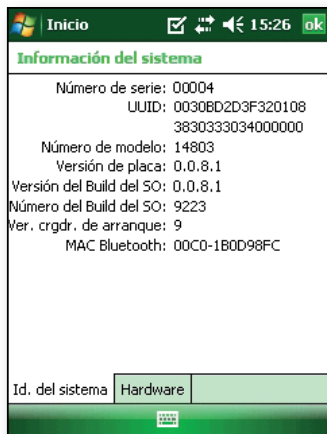 Inicio 15:26 ok
Información del sistema
Número de serie: 00004
UUID: 0030BD2D3F320108
3830333034000000
Número de modelo: 14803
Versión de placa: 0.0.8.1
Versión del Build del SO: 0.0.8.1
Número del Build del SO: 9223
Ver. crgdr. de arranque: 9
MAC Bluetooth: 00C0-1B0D98FC
Id. del sistema Hardware